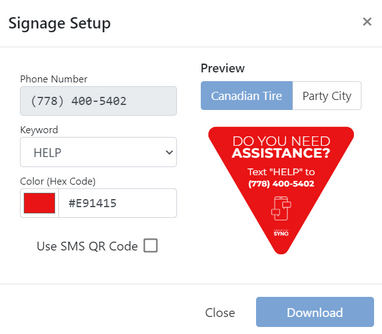 Signage Setup
×
Phone Number
(778) 400-5402
Keyword
HELP
Color (Hex Code)
#E91415
Use SMS QR Code
Preview
Canadian Tire
Party City
DO YOU NEED
ASSISTANCE?
Text "HELP" to
(778) 400-5402
SYNQ
Close
Download